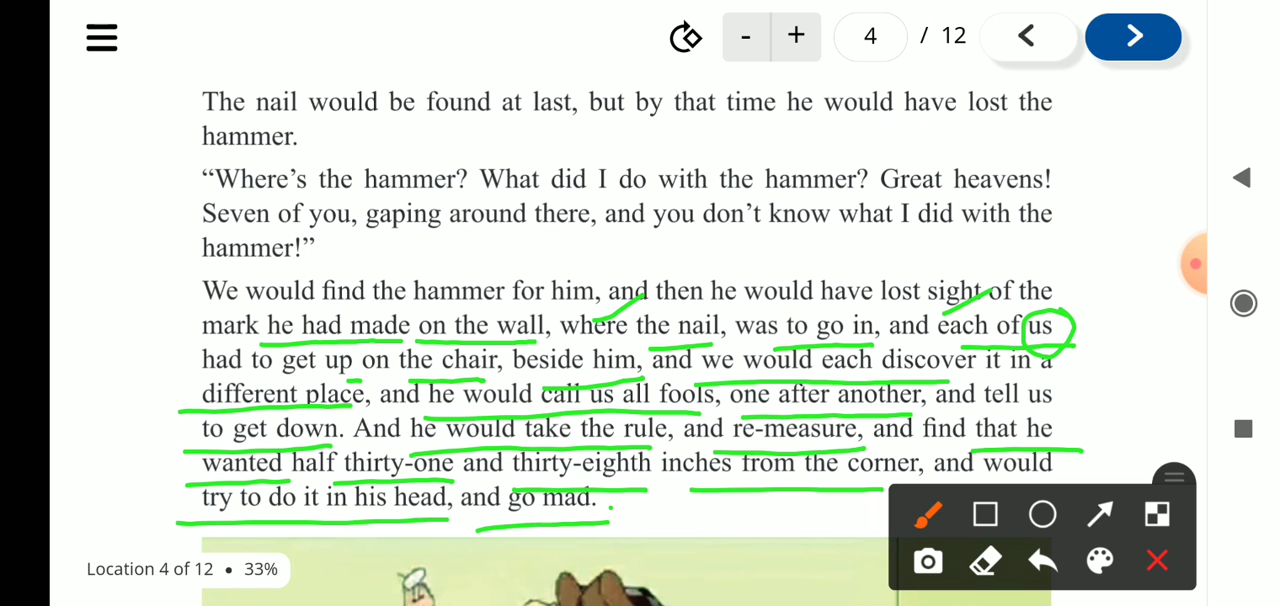 - + 4 / 12
The nail would be found at last, but by that time he would have lost the
hammer.
“Where’s the hammer? What did I do with the hammer? Great heavens!
Seven of you, gaping around there, and you don’t know what I did with the
hammer!”
We would find the hammer for him, and then he would have lost sight of the
mark he had made on the wall, where the nail, was to go in, and each of us
had to get up on the chair, beside him, and we would each discover it in a
different place, and he would call us all fools, one after another, and tell us
to get down. And he would take the rule, and re-measure, and find that he
wanted half thirty-one and thirty-eighth inches from the corner, and would
try to do it in his head, and go mad.
Location 4 of 12 • 33%